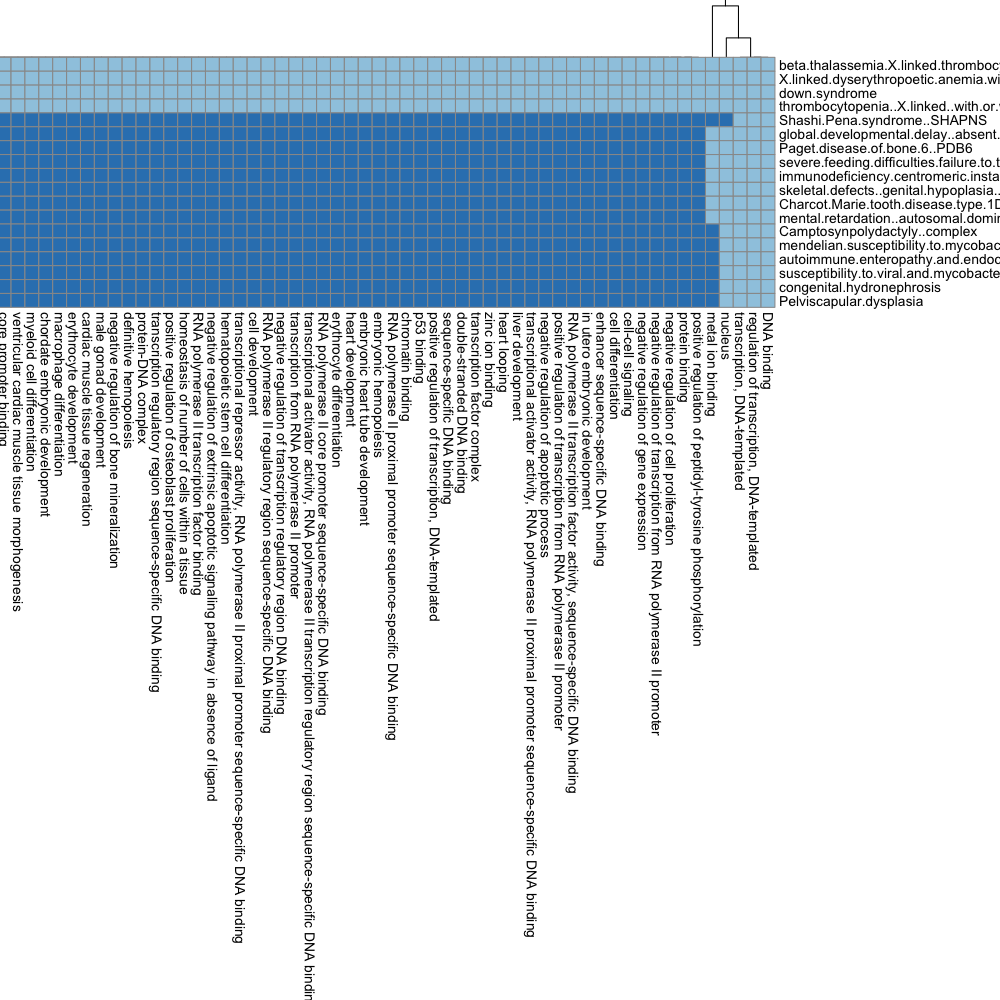 beta.thalassemia.X.linked.thromboc
X.linked.dyserythropoetic.anemia.wi
down.syndrome
thrombocytopenia..X.linked..with.or.
Shashi.Pena.syndrome..SHAPNS
global.developmental.delay..absent.
Paget.disease.of.bone.6..PDB6
severe.feeding.difficulties.failure.to.t
immunodeficiency.centromeric.insta
skeletal.defects..genital.hypoplasia..
Charcot.Marie.tooth.disease.type.1D
mental.retardation..autosomal.domin
Camptosynpolydactyly..complex
mendelian.susceptibility.to.mycobac
autoimmune.enteropathy.and.endoc
susceptibility.to.viral.and.mycobacte
congenital.hydronephrosis
Pelviscapular.dysplasia
core promoter binding
ventricular cardiac muscle tissue morphogenesis
myeloid cell differentiation
chordate embryonic development
macrophage differentiation
erythrocyte development
cardiac muscle tissue regeneration
male gonad development
negative regulation of bone mineralization
definitive hemopoiesis
protein-DNA complex
transcription regulatory region sequence-specific DNA binding
positive regulation of osteoblast proliferation
homeostasis of number of cells within a tissue
RNA polymerase II transcription factor binding
negative regulation of extrinsic apoptotic signaling pathway in absence of ligand
hematopoietic stem cell differentiation
transcriptional repressor activity, RNA polymerase II proximal promoter sequence-specific DNA binding
cell development
RNA polymerase II regulatory region sequence-specific DNA binding
negative regulation of transcription regulatory region DNA binding
transcription from RNA polymerase II promoter
transcriptional activator activity, RNA polymerase II transcription regulatory region sequence-specific DNA bindin
RNA polymerase II core promoter sequence-specific DNA binding
erythrocyte differentiation
heart development
embryonic heart tube development
embryonic hemopoiesis
RNA polymerase II proximal promoter sequence-specific DNA binding
chromatin binding
p53 binding
positive regulation of transcription, DNA-templated
sequence-specific DNA binding
double-stranded DNA binding
transcription factor complex
zinc ion binding
heart looping
liver development
transcriptional activator activity, RNA polymerase II proximal promoter sequence-specific DNA binding
negative regulation of apoptotic process
positive regulation of transcription from RNA polymerase II promoter
RNA polymerase II transcription factor activity, sequence-specific DNA binding
in utero embryonic development
enhancer sequence-specific DNA binding
cell differentiation
cell-cell signaling
negative regulation of gene expression
negative regulation of transcription from RNA polymerase II promoter
negative regulation of cell proliferation
protein binding
positive regulation of peptidyl-tyrosine phosphorylation
metal ion binding
nucleus
transcription, DNA-templated
regulation of transcription, DNA-templated
DNA binding